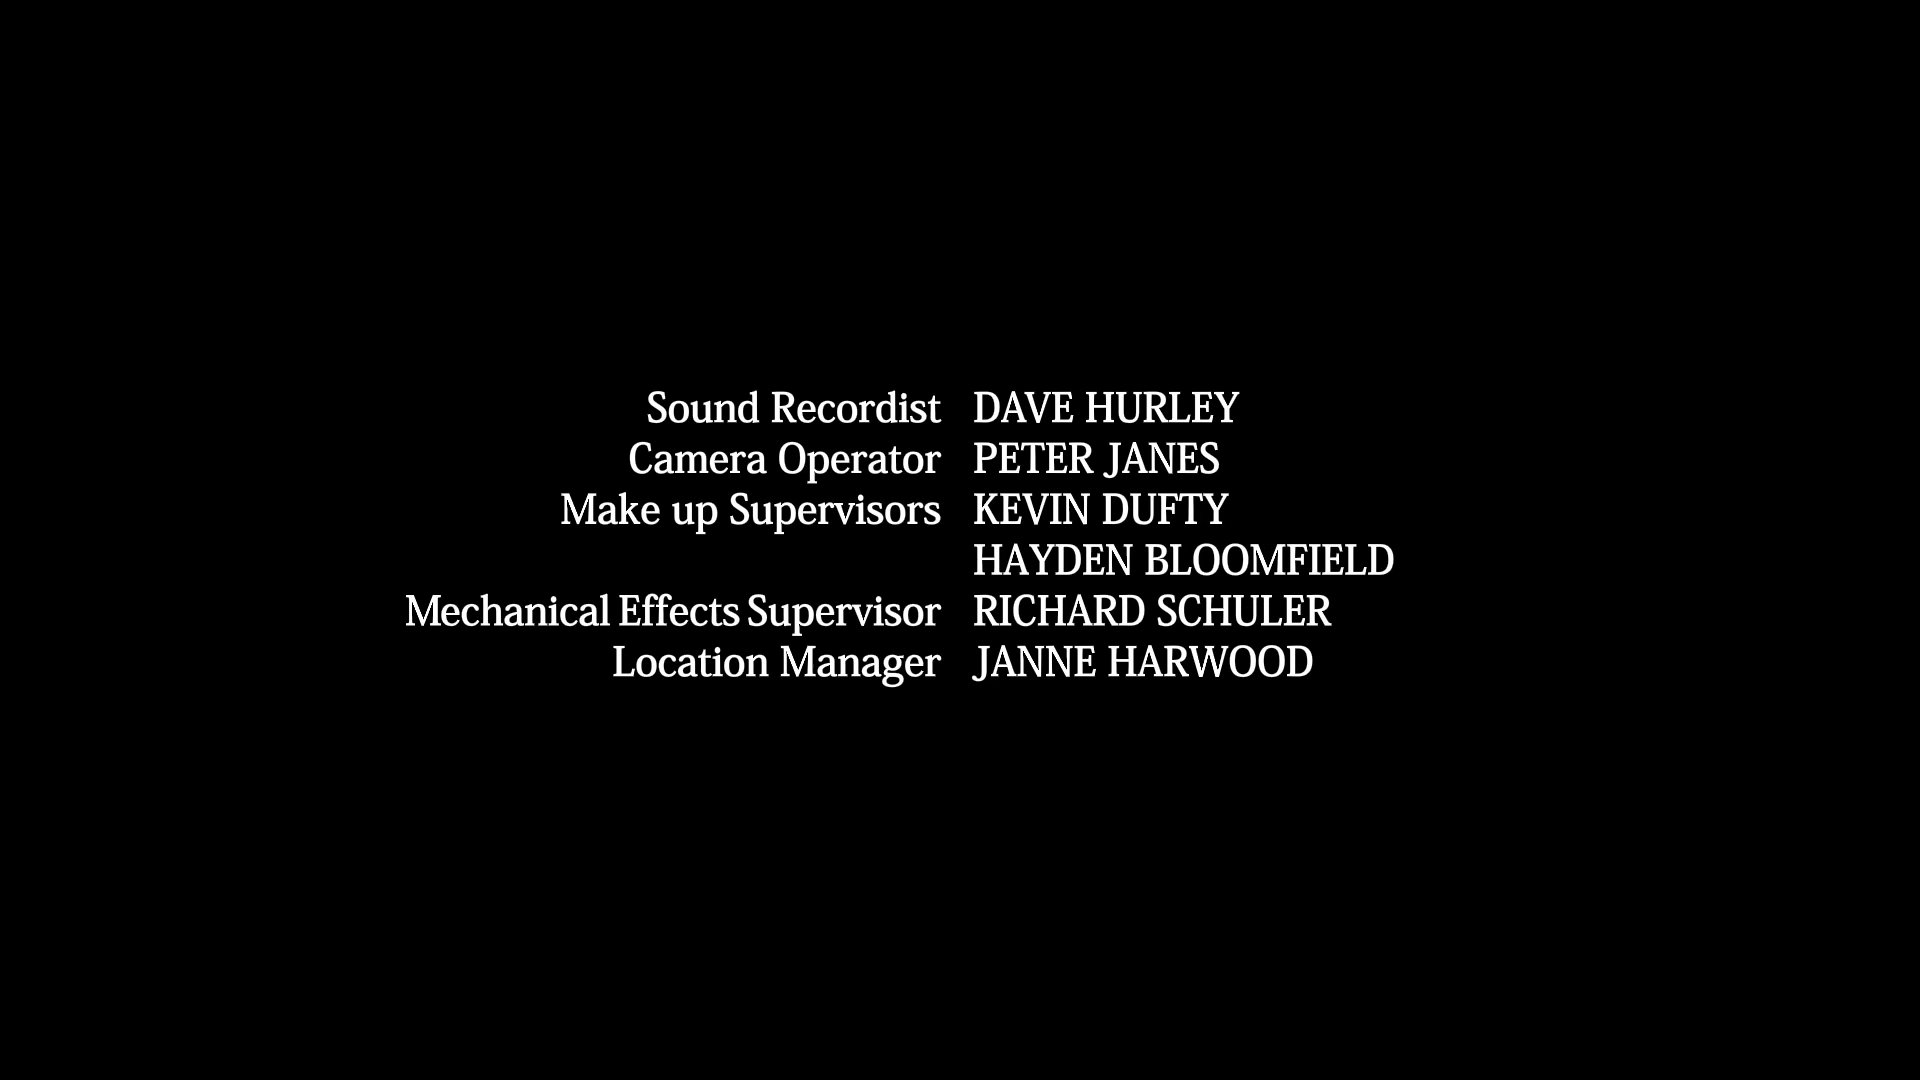 Sound Recordist DAVE HURLEY
Camera Operator PETER JANES
Make up Supervisors KEVIN DUFTY
HAYDEN BLOOMFIELD
Mechanical Effects Supervisor RICHARD SCHULER
Location Manager JANNE HARWOOD